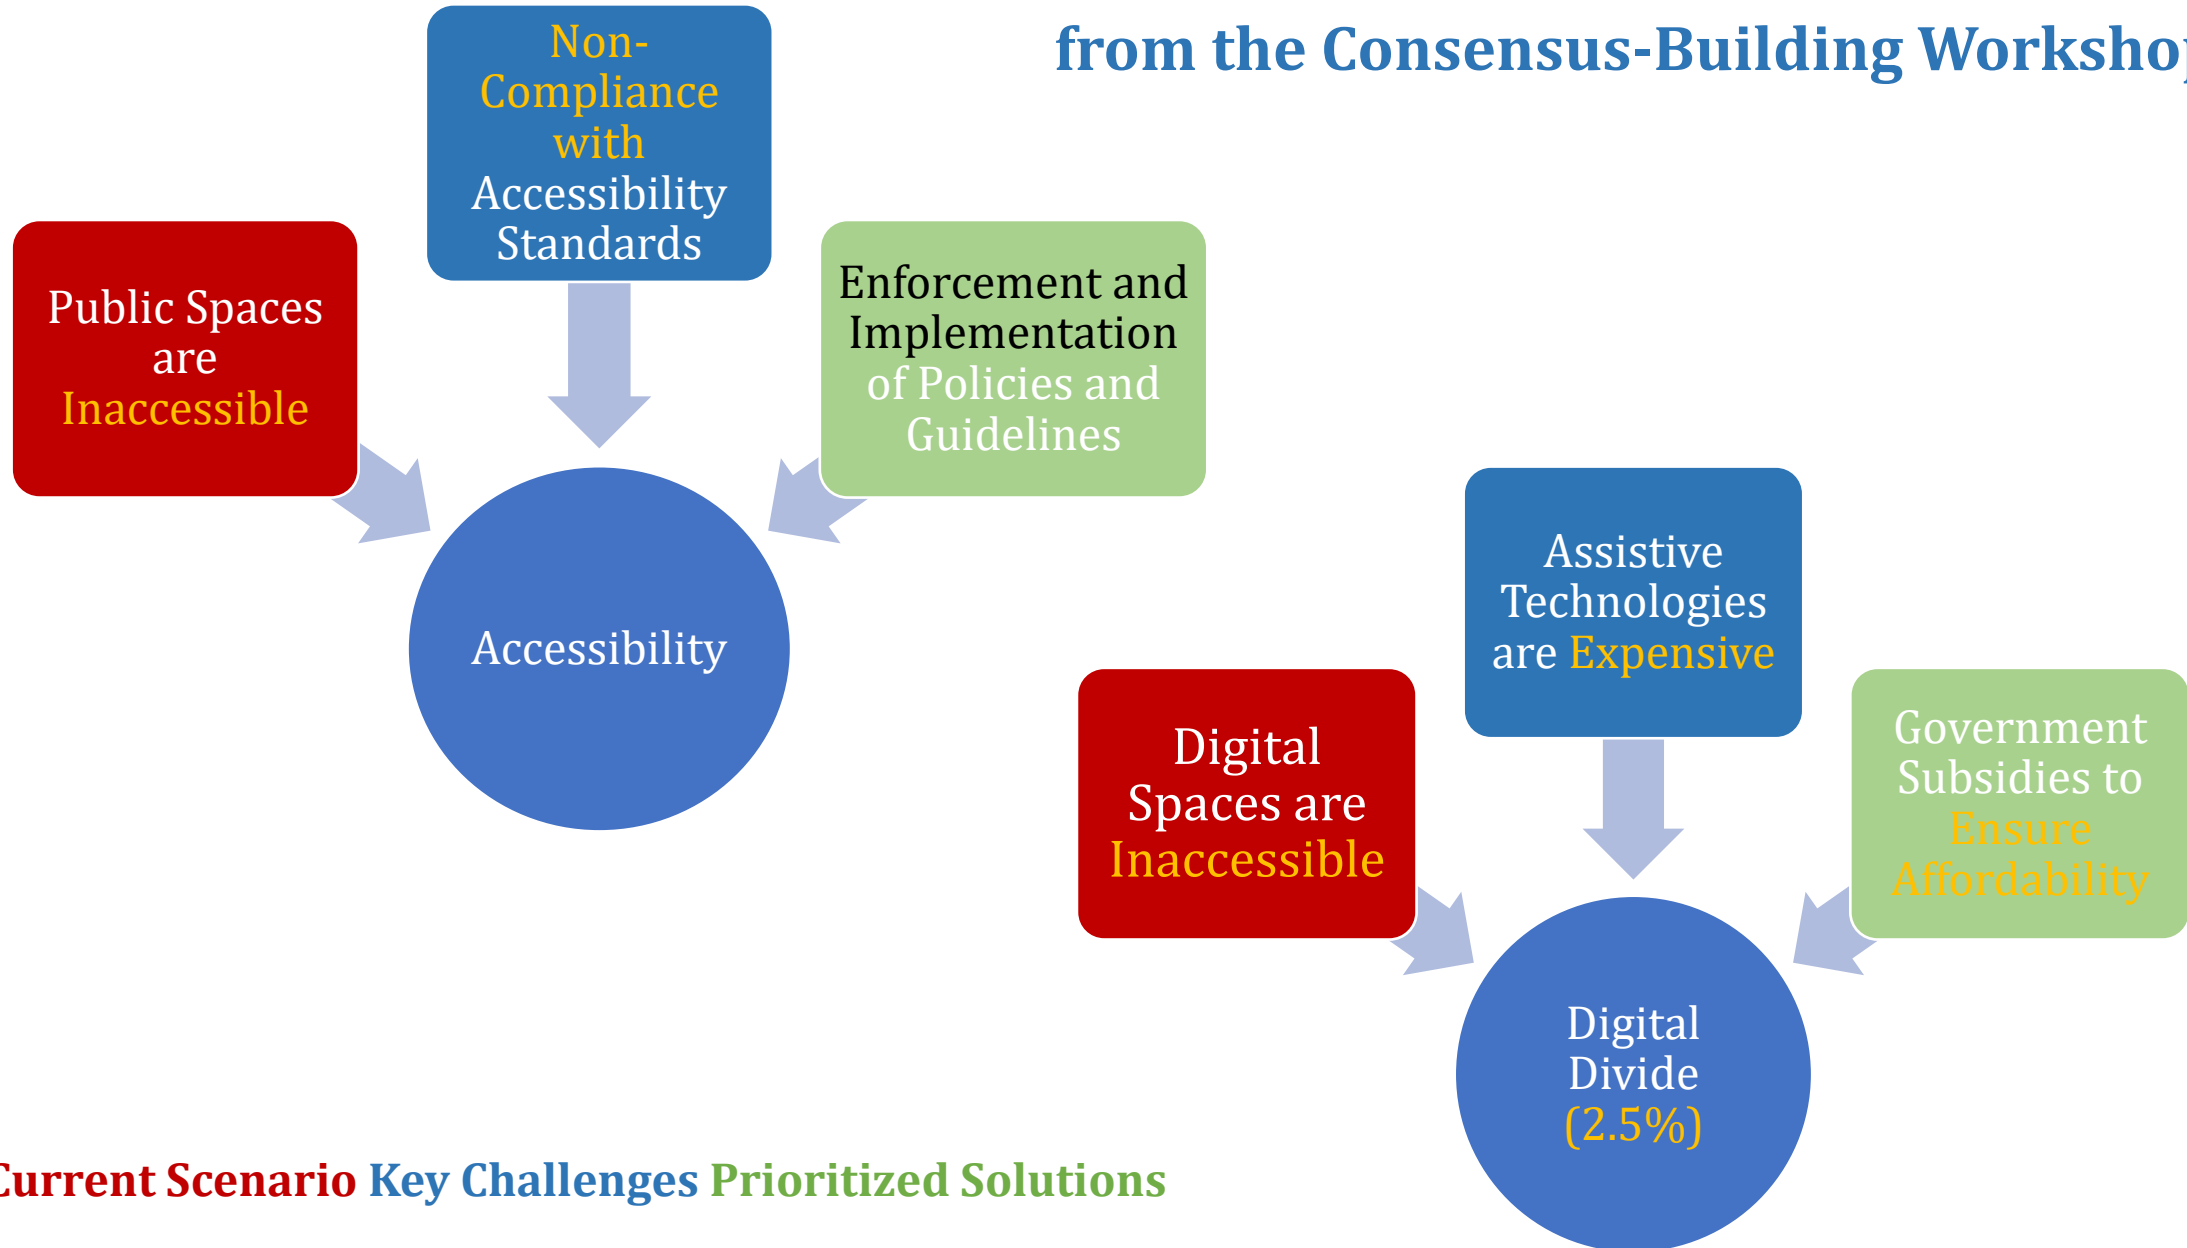 from the Consensus-Building Workshop
Non-
Compliance
with
Accessibility
Standards
Public Spaces
are
Inaccessible
Enforcement and
Implementation
of Policies and
Guidelines
Accessibility
Assistive
Technologies
are Expensive
Digital
Spaces are
Inaccessible
Government
Subsidies to
Ensure
Affordability
Digital
Divide
(2.5%)
Current Scenario Key Challenges Prioritized Solutions